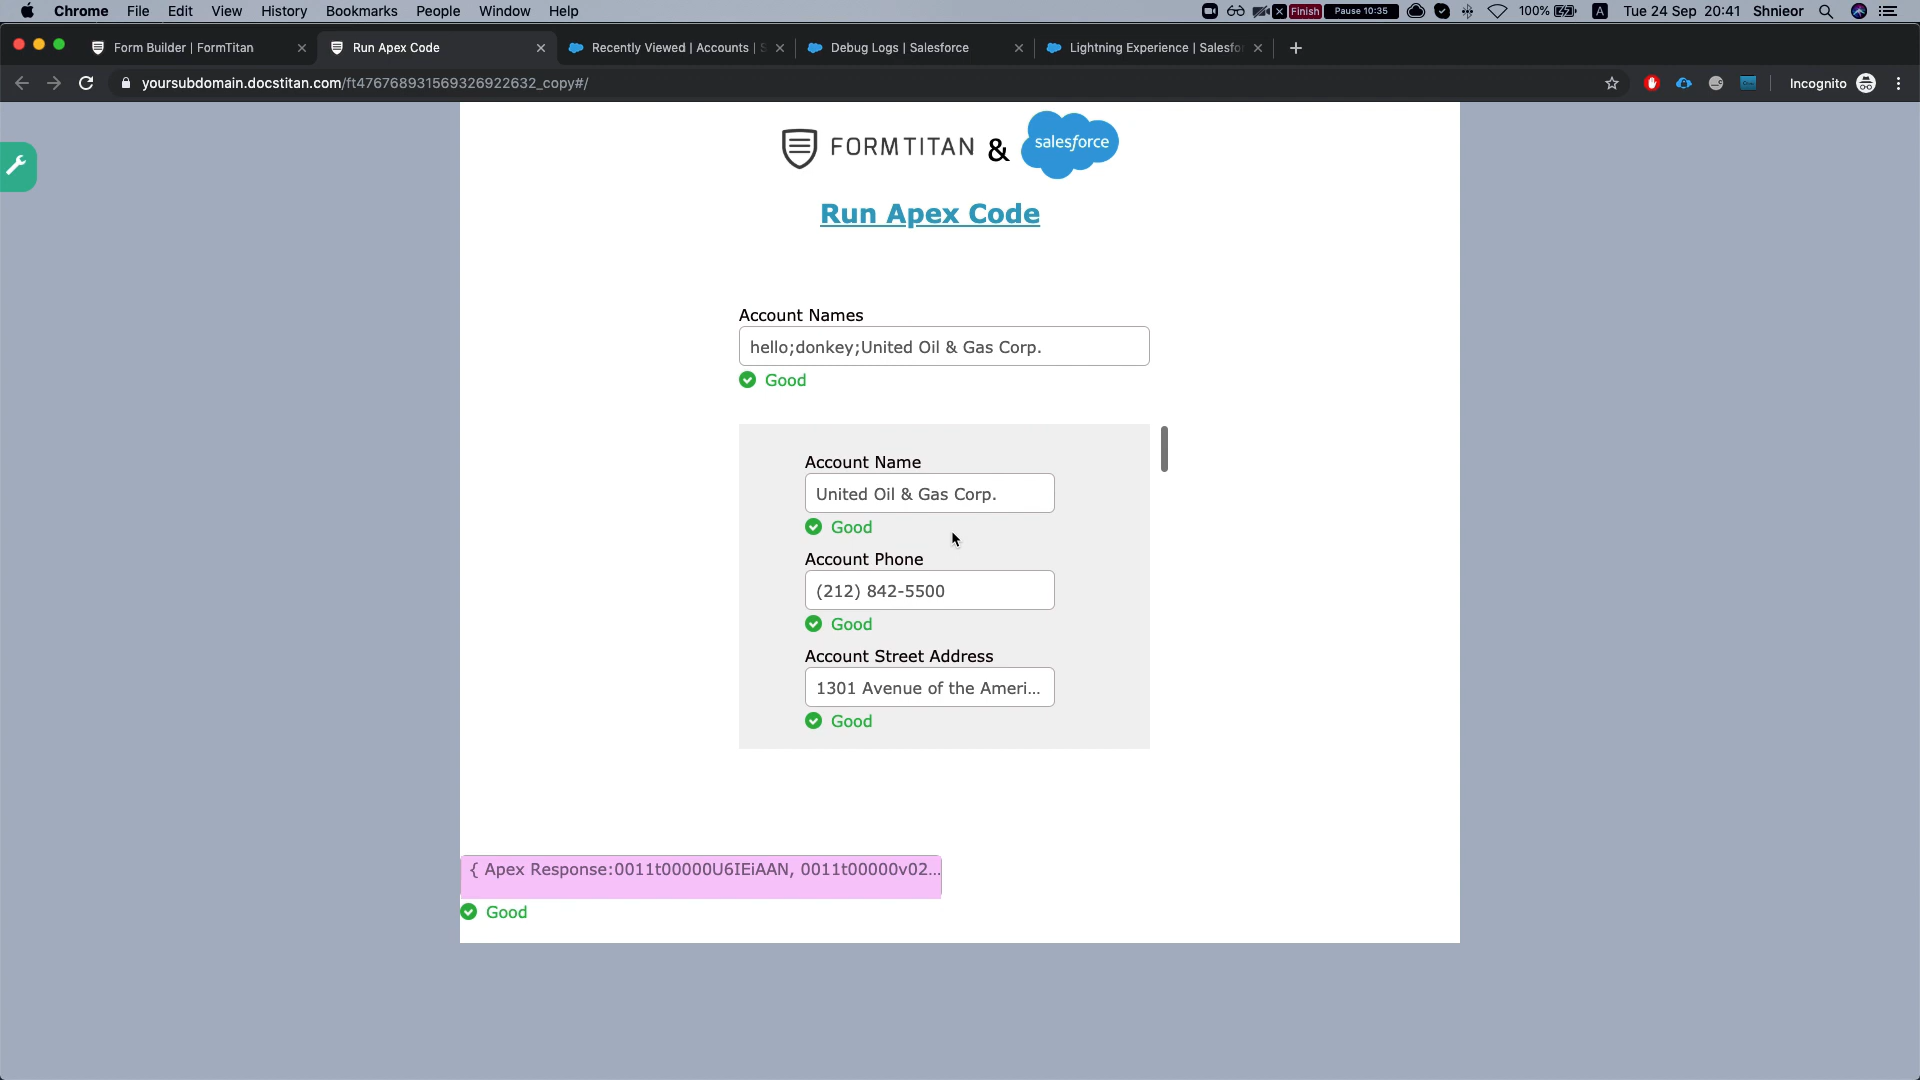 Chrome File Edit View History Bookmarks People Window Help Finish Pause 10:35 100% A Tue 24 Sep 20:41 Shnieor
Form Builder | FormTitan Run Apex Code Recently Viewed | Accounts | S Debug Logs | Salesforce Lightning Experience | Salesfo
yoursubdomain.docstitan.com/ft476768931569326922632_copy#/ Incognito
FORMTITAN & salesforce
Run Apex Code
Account Names
hello;donkey;United Oil & Gas Corp.
Good
Account Name
United Oil & Gas Corp.
Good
Account Phone
(212) 842-5500
Good
Account Street Address
1301 Avenue of the Ameri...
Good
{ Apex Response:0011t00000U6IEiAAN, 0011t00000v02...
Good